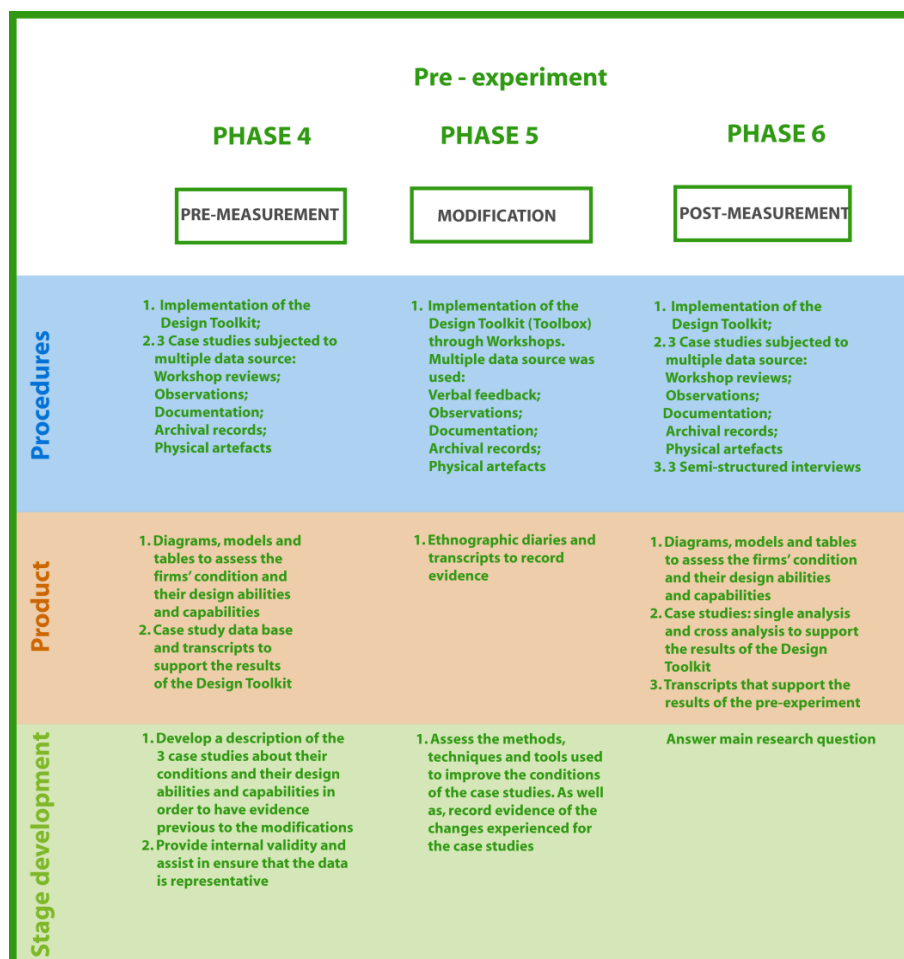 Pre - experiment
PHASE 4
PHASE 5
PHASE 6
PRE-MEASUREMENT
MODIFICATION
POST-MEASUREMENT
Procedures
1. Implementation of the
Design Toolkit;
2. 3 Case studies subjected to
multiple data source:
Workshop reviews;
Observations;
Documentation;
Archival records;
Physical artefacts
1. Implementation of the
Design Toolkit (Toolbox)
through Workshops.
Multiple data source was
used:
Verbal feedback;
Observations;
Documentation;
Archival records;
Physical artefacts
1. Implementation of the
Design Toolkit;
2. 3 Case studies subjected to
multiple data source:
Workshop reviews;
Observations;
Documentation;
Archival records;
Physical artefacts
3. 3 Semi-structured interviews
Product
1. Diagrams, models and
tables to assess the
firms' condition and
their design abilities
and capabilities
2. Case study data base
and transcripts to
support the results
of the Design Toolkit
1. Ethnographic diaries and
transcripts to record
evidence
1. Diagrams, models and tables
to assess the firms' condition
and their design abilities
and capabilities
2. Case studies: single analysis
and cross analysis to support
the results of the Design
Toolkit
3. Transcripts that support the
results of the pre-experiment
Stage development
1. Develop a description of the
3 case studies about their
conditions and their design
abilities and capabilities in
order to have evidence
previous to the modifications
2. Provide internal validity and
assist in ensure that the data
is representative
1. Assess the methods,
techniques and tools used
to improve the conditions
of the case studies. As well
as, record evidence of the
changes experienced for
the case studies
Answer main research question